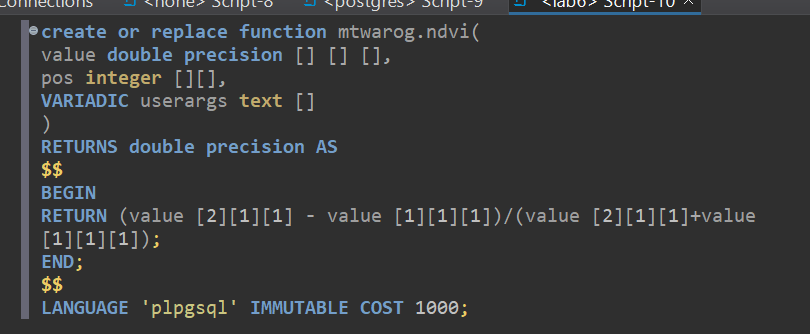 onnections
<none> Script-8
<postgres> Script-9
<lab6> Script-10
create or replace function mtwarog.ndvi(
value double precision [] [] [],
pos integer [][],
VARIADIC userargs text []
)
RETURNS double precision AS
$$
BEGIN
RETURN (value [2][1][1] - value [1][1][1])/(value [2][1][1]+value
[1][1][1]);
END;
$$
LANGUAGE 'plpgsql' IMMUTABLE COST 1000;